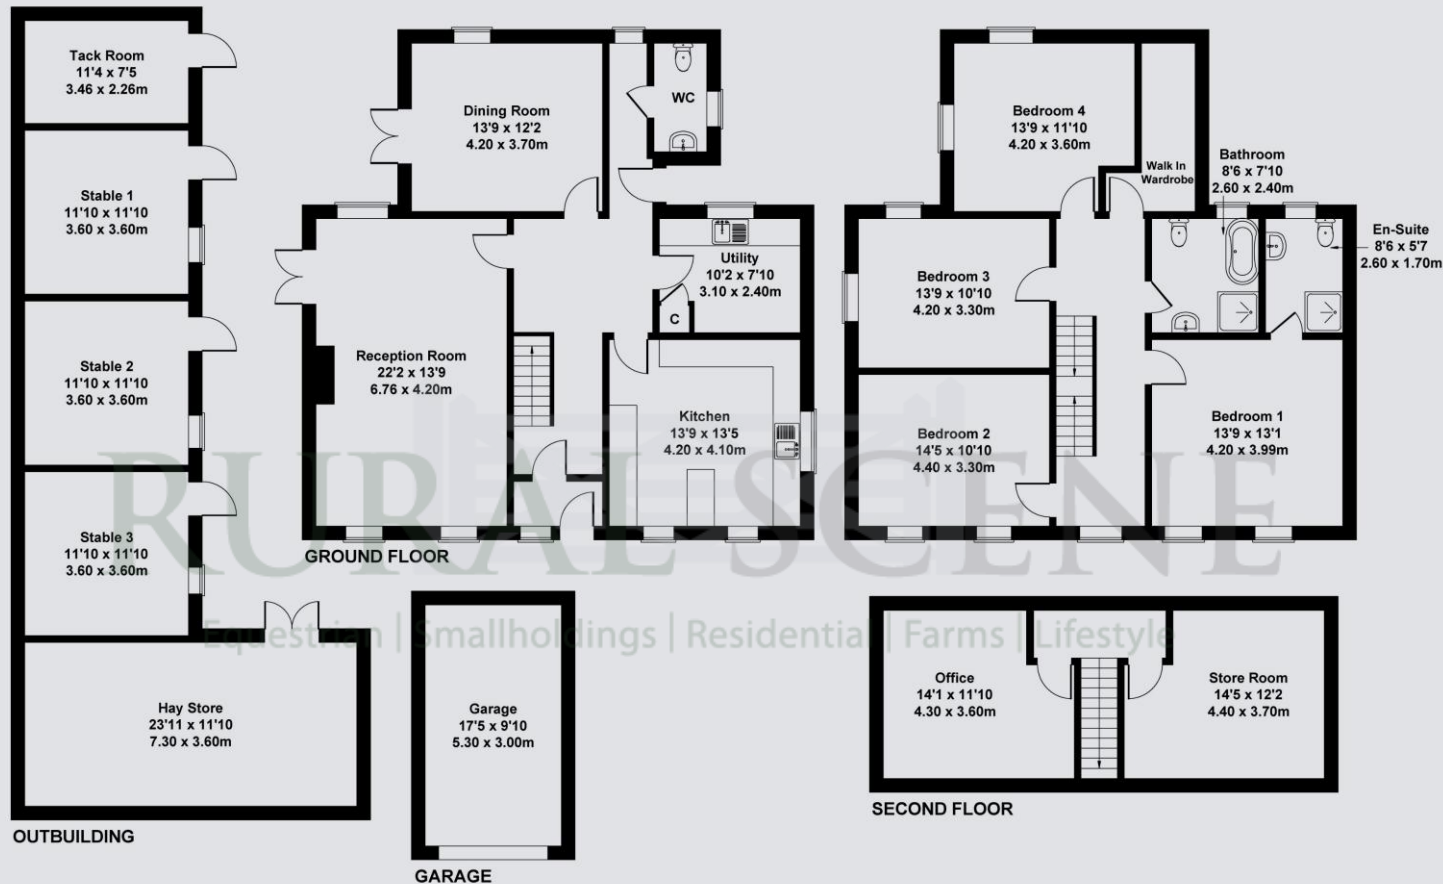 Tack Room
11'4 x 7'5
3.46 x 2.26m
Stable 1
11'10 x 11'10
3.60 x 3.60m
Stable 2
11'10 x 11'10
3.60 x 3.60m
Stable 3
11'10 x 11'10
3.60 x 3.60m
Hay Store
23'11 x 11'10
7.30 x 3.60m
OUTBUILDING
Dining Room
13'9 x 12'2
4.20 x 3.70m
WC
Utility
10'2 x 7'10
3.10 x 2.40m
C
Reception Room
22'2 x 13'9
6.76 x 4.20m
Kitchen
13'9 x 13'5
4.20 x 4.10m
GROUND FLOOR
Bedroom 4
13'9 x 11'10
4.20 x 3.60m
Walk In
Wardrobe
Bathroom
8'6 x 7'10
2.60 x 2.40m
En-Suite
8'6 x 5'7
2.60 x 1.70m
Bedroom 3
13'9 x 10'10
4.20 x 3.30m
Bedroom 2
14'5 x 10'10
4.40 x 3.30m
Bedroom 1
13'9 x 13'1
4.20 x 3.99m
RURAL SCENE
Equestrian | Smallholdings | Residential | Farms | Lifestyle
Garage
17'5 x 9'10
5.30 x 3.00m
GARAGE
Office
14'1 x 11'10
4.30 x 3.60m
Store Room
14'5 x 12'2
4.40 x 3.70m
SECOND FLOOR